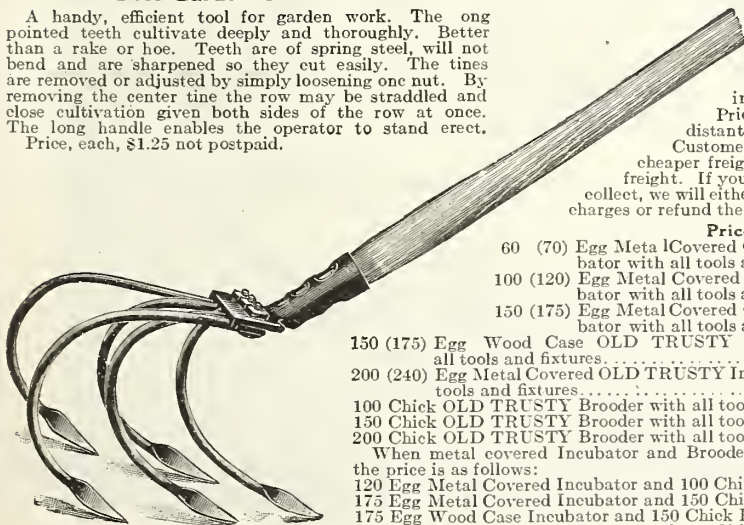 A handy, efficient tool for garden work. The ong
pointed teeth cultivate deeply and thoroughly. Better
than a rake or hoe. Teeth are of spring steel, will not
bend and are sharpened so they cut easily. The tines
are removed or adjusted by simply loosening one nut. By
removing the center tine the row may be straddled and
close cultivation given both sides of the row at once.
The long handle enables the operator to stand erect.
Price, each, $1.25 not postpaid.
in
Pric
distant
Custome
cheaper freig
freight. If you
collect, we will eithe
charges or refund the
Pric
60 (70) Egg Meta lCovered
bator with all tools a
100 (120) Egg Metal Covered
bator with all tools a
150 (175) Egg Metal Covered
bator with all tools a
150 (175) Egg Wood Case OLD TRUSTY
all tools and fixtures
200 (240) Egg Metal Covered OLD TRUSTY In
tools and fixtures
100 Chick OLD TRUSTY Brooder with all too
150 Chick OLD TRUSTY Brooder with all too
200 Chick OLD TRUSTY Brooder with all too
When metal covered Incubator and Broode
the price is as follows:
120 Egg Metal Covered Incubator and 100 Chi
175 Egg Metal Covered Incubator and 150 Chi
175 Egg Wood Case Incubator and 150 Chick